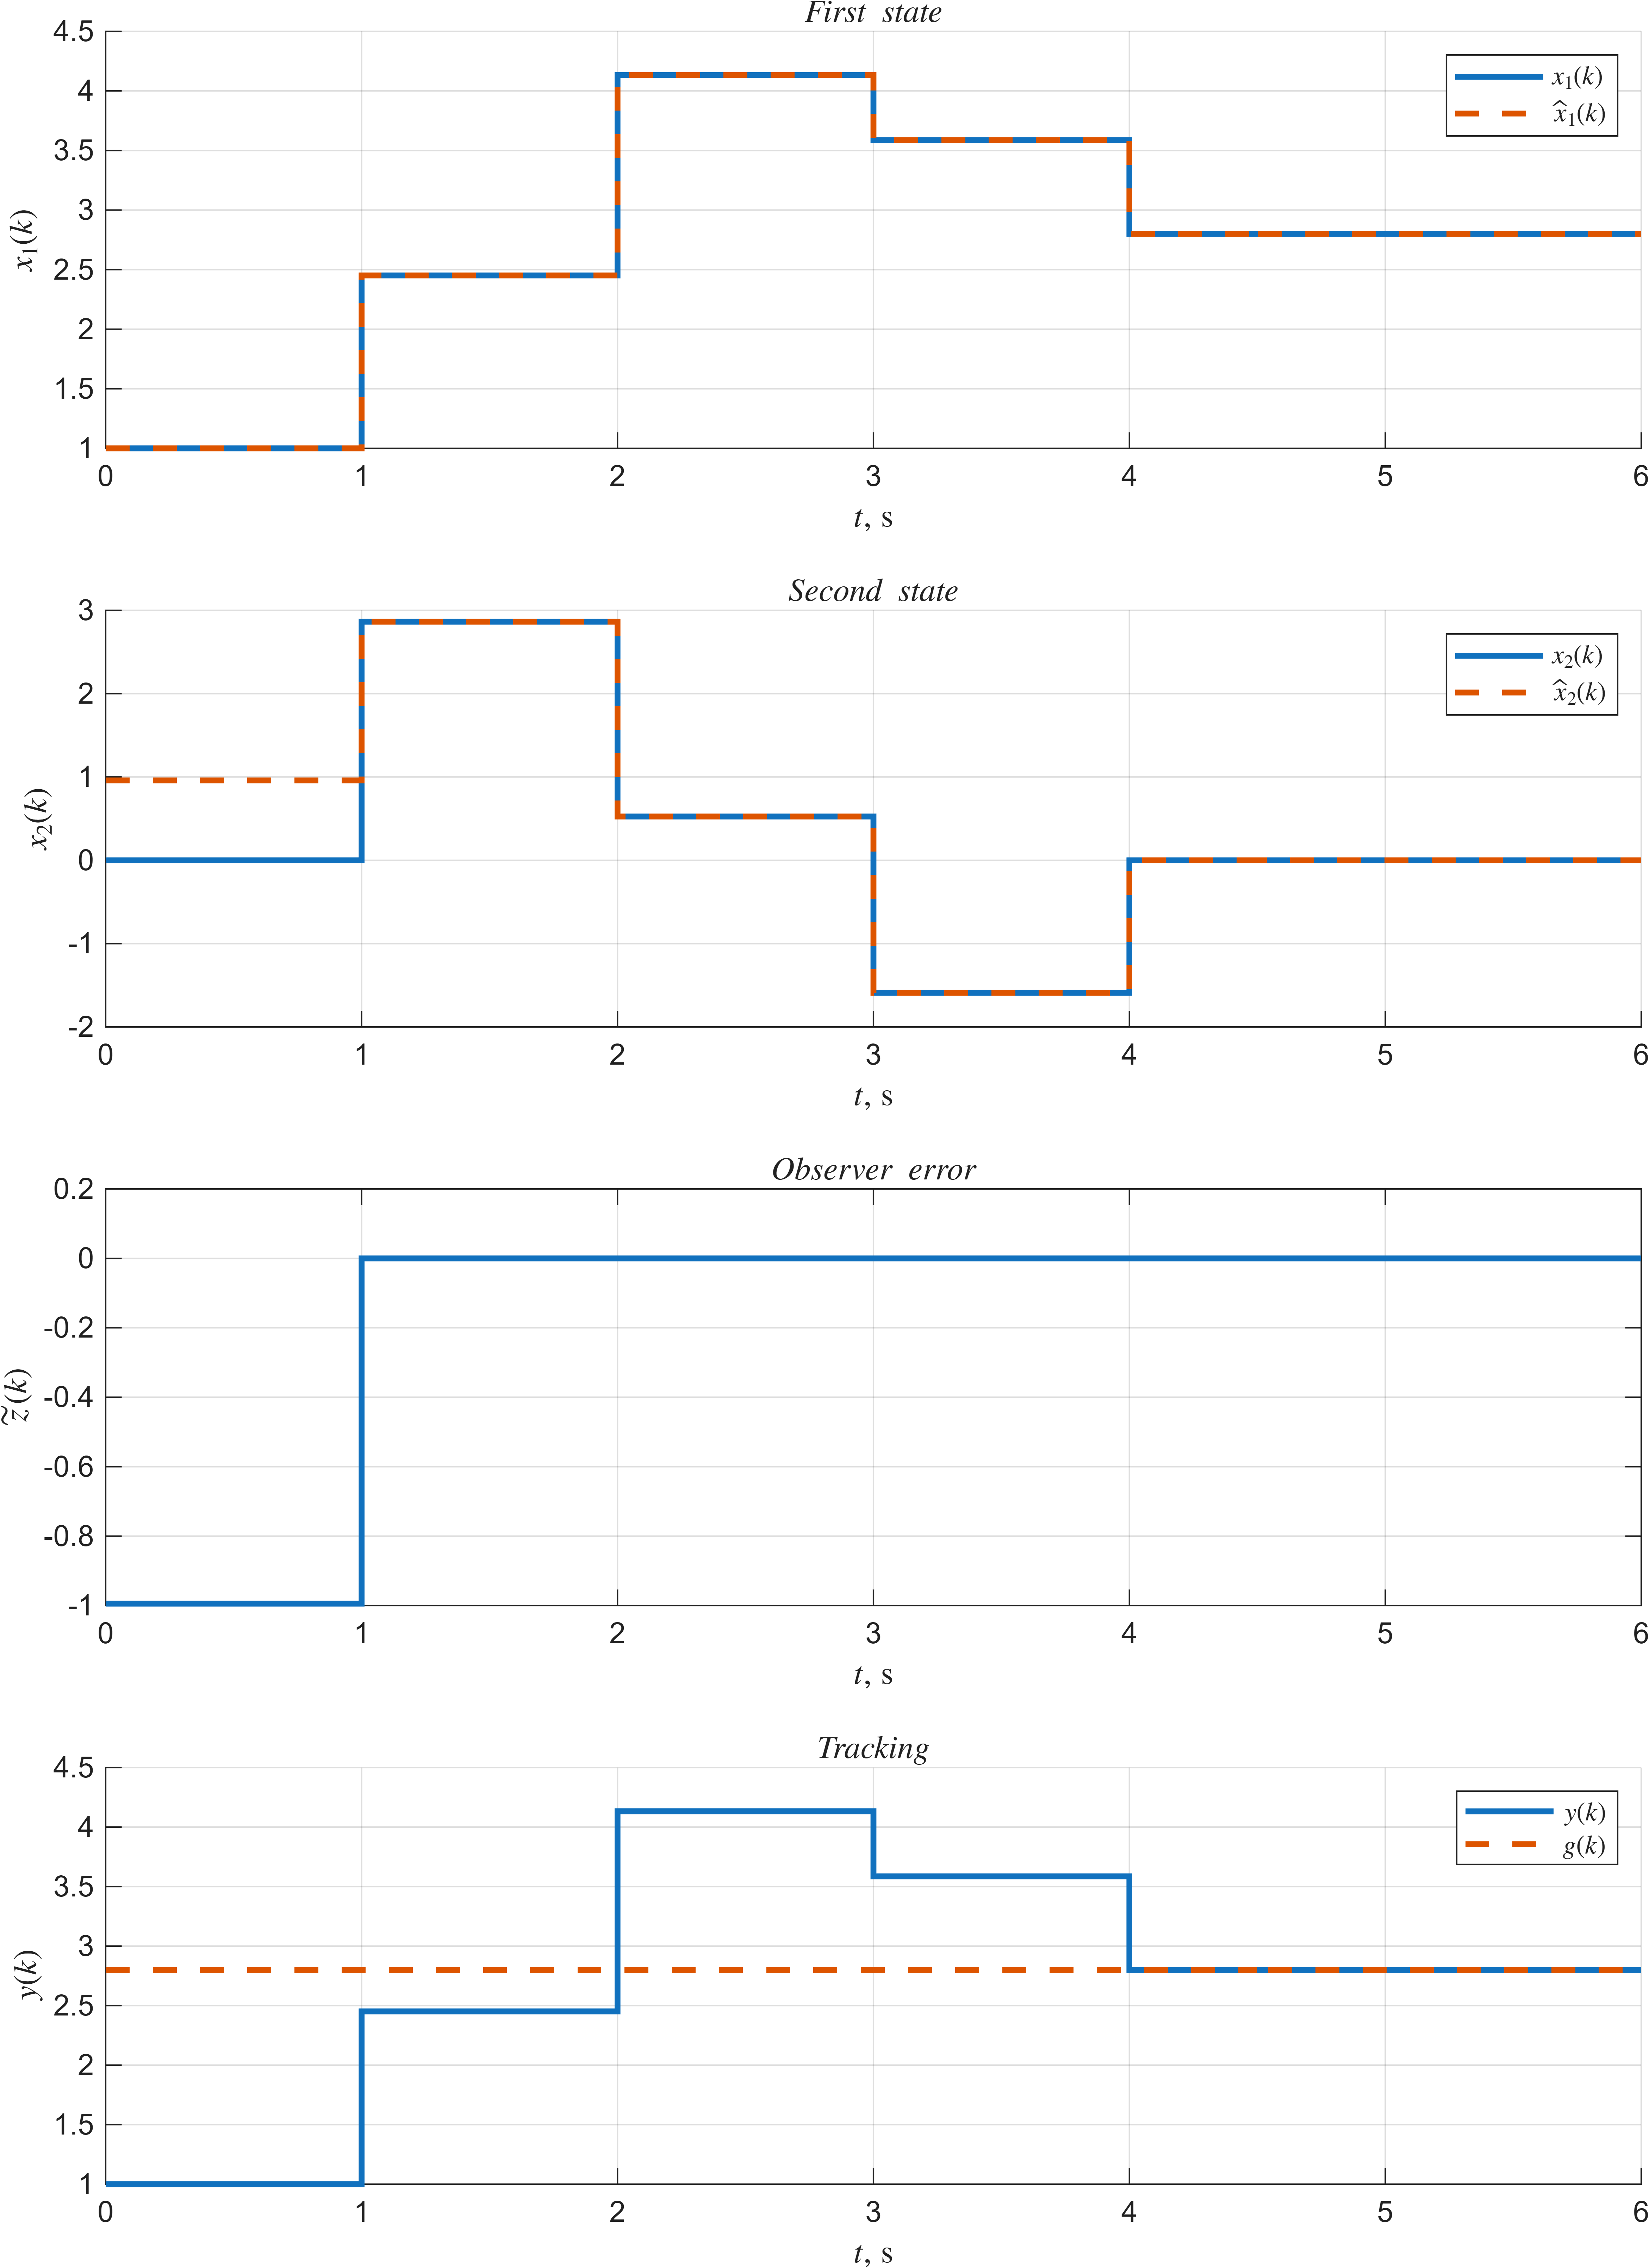 First state
4.5
4
3.5
3
2.5
2
1.5
1
x₁(k)
x₁(k)
x̂₁(k)
0 1 2 3 4 5 6
t, s
Second state
3
2
1
0
-1
-2
x₂(k)
x₂(k)
x̂₂(k)
0 1 2 3 4 5 6
t, s
Observer error
0.2
0
-0.2
-0.4
-0.6
-0.8
-1
z̃(k)
0 1 2 3 4 5 6
t, s
Tracking
4.5
4
3.5
3
2.5
2
1.5
1
y(k)
y(k)
g(k)
0 1 2 3 4 5 6
t, s